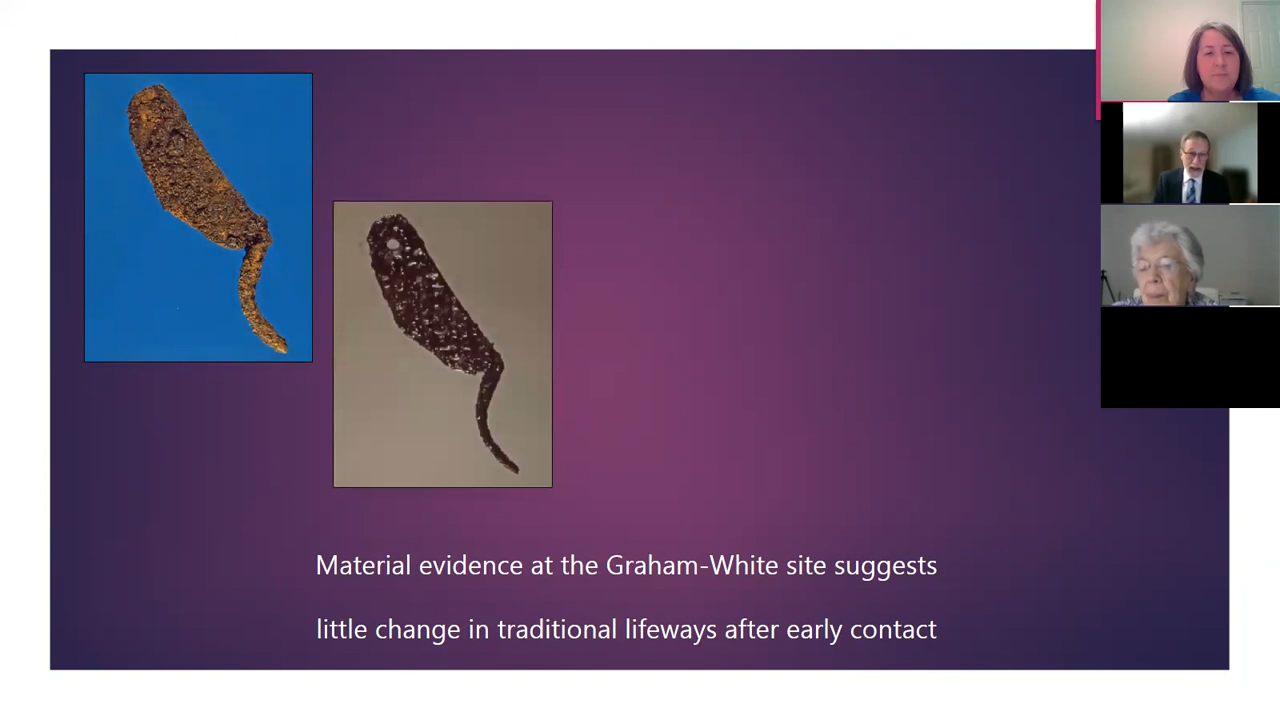 Material evidence at the Graham-White site suggests
little change in traditional lifeways after early contact